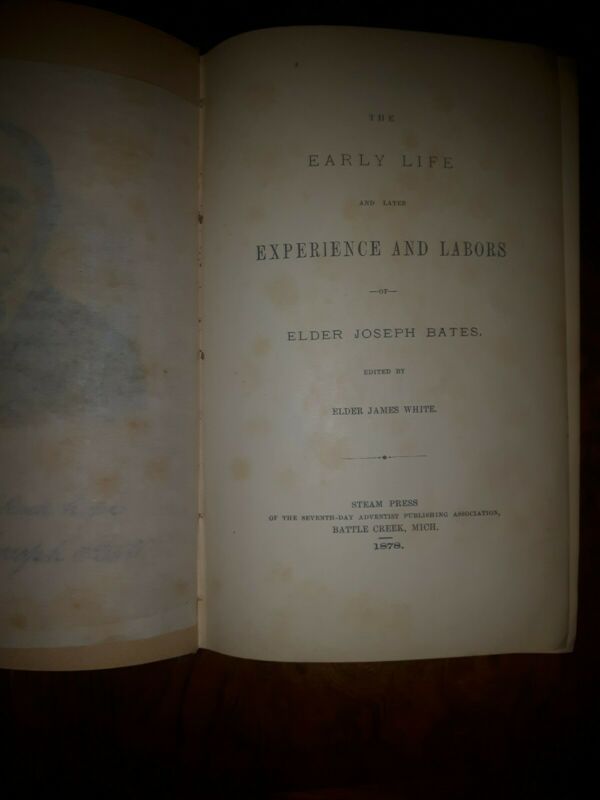 THE
EARLY LIFE
AND LATER
EXPERIENCE AND LABORS
—OF—
ELDER JOSEPH BATES.
EDITED BY
ELDER JAMES WHITE.
STEAM PRESS
OF THE SEVENTH-DAY ADVENTIST PUBLISHING ASSOCIATION,
BATTLE CREEK, MICH.
1878.